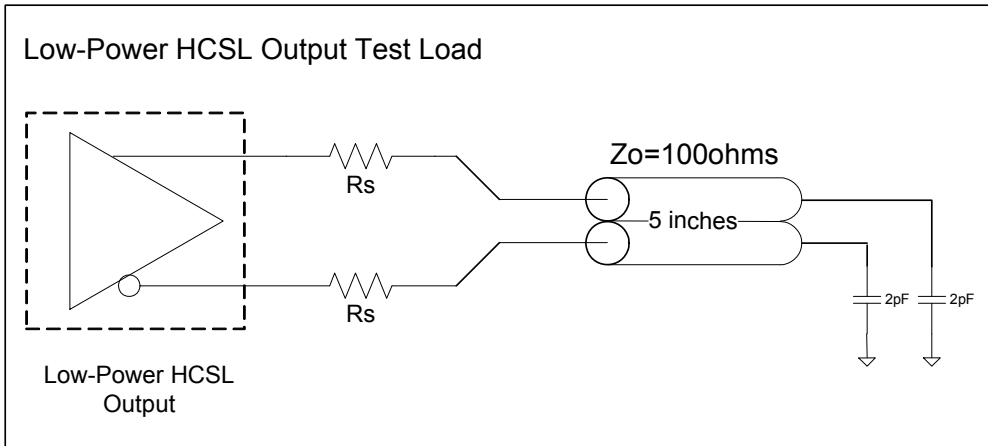 Low-Power HCSL Output Test Load
Rs
Zo=100ohms
5 inches
Rs
2pF
2pF
Low-Power HCSL
Output